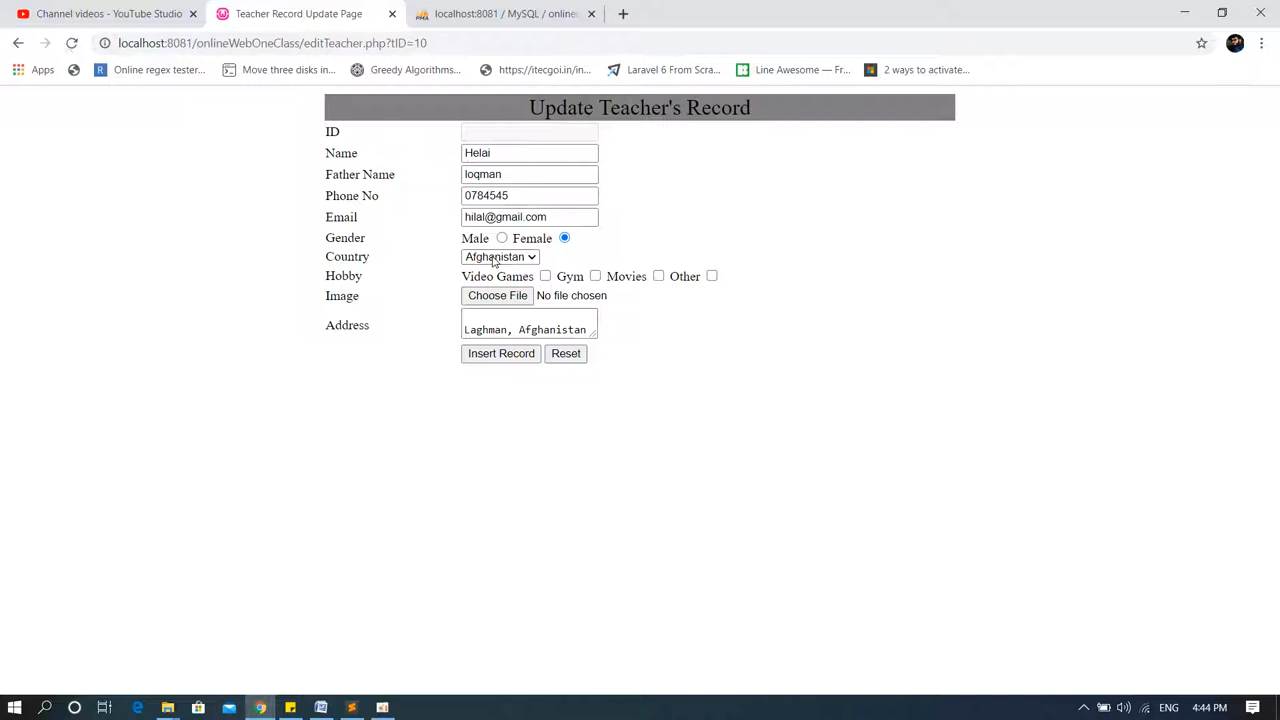 Channel videos - YouTube Studio
Teacher Record Update Page
localhost:8081 / MySQL / online
localhost:8081/onlineWebOneClass/editTeacher.php?tID=10
Apps
Online regex tester...
Move three disks in...
Greedy Algorithms...
https://itecgoi.in/in...
Laravel 6 From Scra...
Line Awesome — Fr...
2 ways to activate...
Update Teacher's Record
ID
Name Helai
Father Name loqman
Phone No 0784545
Email hilal@gmail.com
Gender Male Female
Country Afghanistan
Hobby Video Games Gym Movies Other
Image Choose File No file chosen
Address Laghman, Afghanistan
Insert Record Reset
ENG 4:44 PM